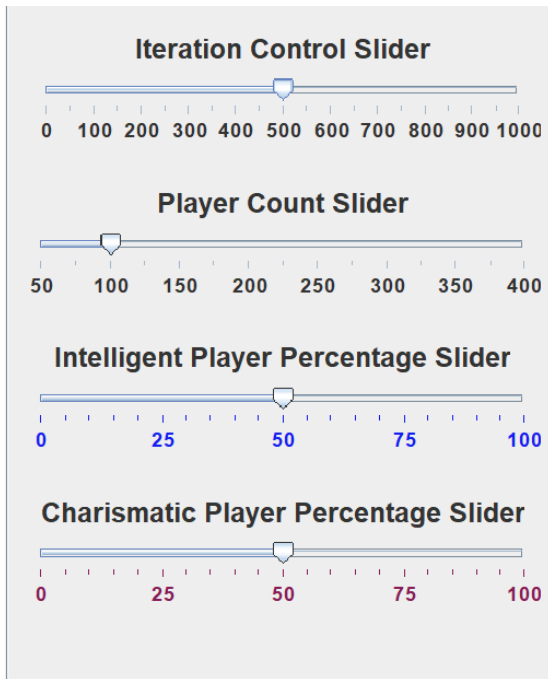 Iteration Control Slider
0 100 200 300 400 500 600 700 800 900 1000
Player Count Slider
50 100 150 200 250 300 350 400
Intelligent Player Percentage Slider
0 25 50 75 100
Charismatic Player Percentage Slider
0 25 50 75 100